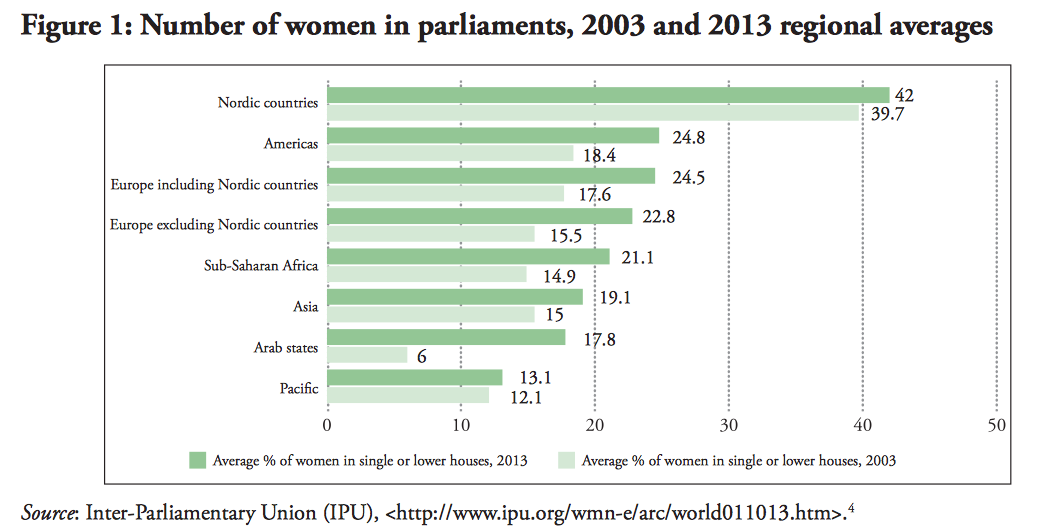 Figure 1: Number of women in parliaments, 2003 and 2013 regional averages
Nordic countries
42
39.7
Americas
24.8
18.4
Europe including Nordic countries
24.5
17.6
Europe excluding Nordic countries
22.8
15.5
Sub-Saharan Africa
21.1
14.9
Asia
19.1
15
Arab states
17.8
6
Pacific
13.1
12.1
0 10 20 30 40 50
Average % of women in single or lower houses, 2013 Average % of women in single or lower houses, 2003
Source: Inter-Parliamentary Union (IPU), <http://www.ipu.org/wmn-e/arc/world011013.htm>.4